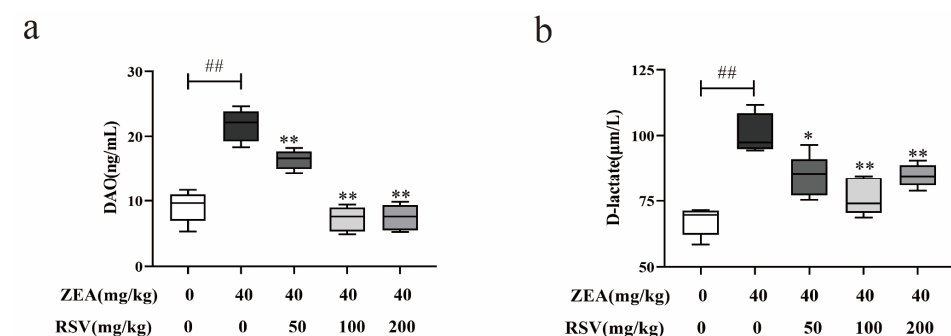 a
##
30
20
10
0
DAO(ng/mL)
**
**
**
ZEA(mg/kg) 0 40 40 40 40
RSV(mg/kg) 0 0 50 100 200
b
##
125
100
75
50
D-lactate(μm/L)
*
**
**
ZEA(mg/kg) 0 40 40 40 40
RSV(mg/kg) 0 0 50 100 200